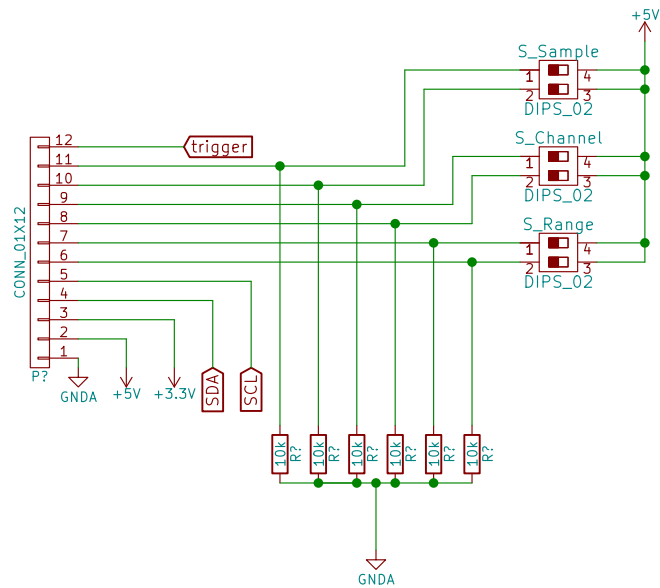 +5V
S_Sample
1 4
2 3
DIPS_02
S_Channel
1 4
2 3
DIPS_02
S_Range
1 4
2 3
DIPS_02
CONN_01X12
12
11
10
9
8
7
6
5
4
3
2
1
P?
trigger
GNDA
+5V
+3.3V
SDA
SCL
10k R?
10k R?
10k R?
10k R?
10k R?
10k R?
GNDA